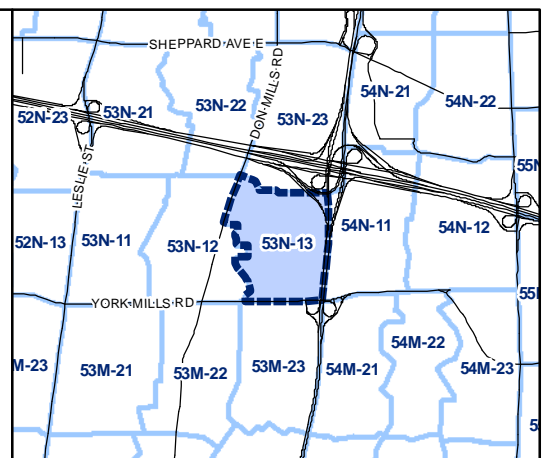 SHEPPARD AVE E
DON MILLS RD
LESLIE ST
YORK MILLS RD
52N-23
53N-21
53N-22
53N-23
54N-21
54N-22
52N-13
53N-11
53N-12
53N-13
54N-11
54N-12
M-23
53M-21
53M-22
53M-23
54M-21
54M-22
54M-23
55N